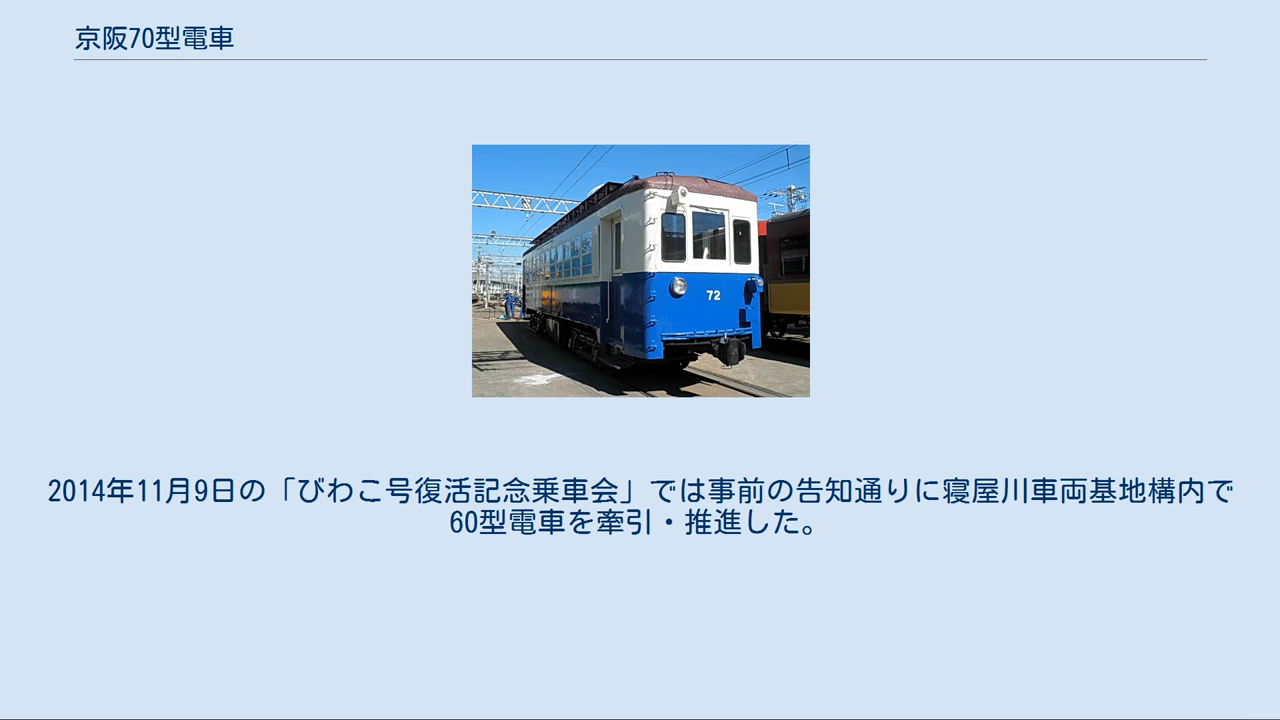 京阪70型電車
72
2014年11月9日の「びわこ号復活記念乗車会」では事前の告知通りに寝屋川車両基地構内で
60型電車を牽引・推進した。